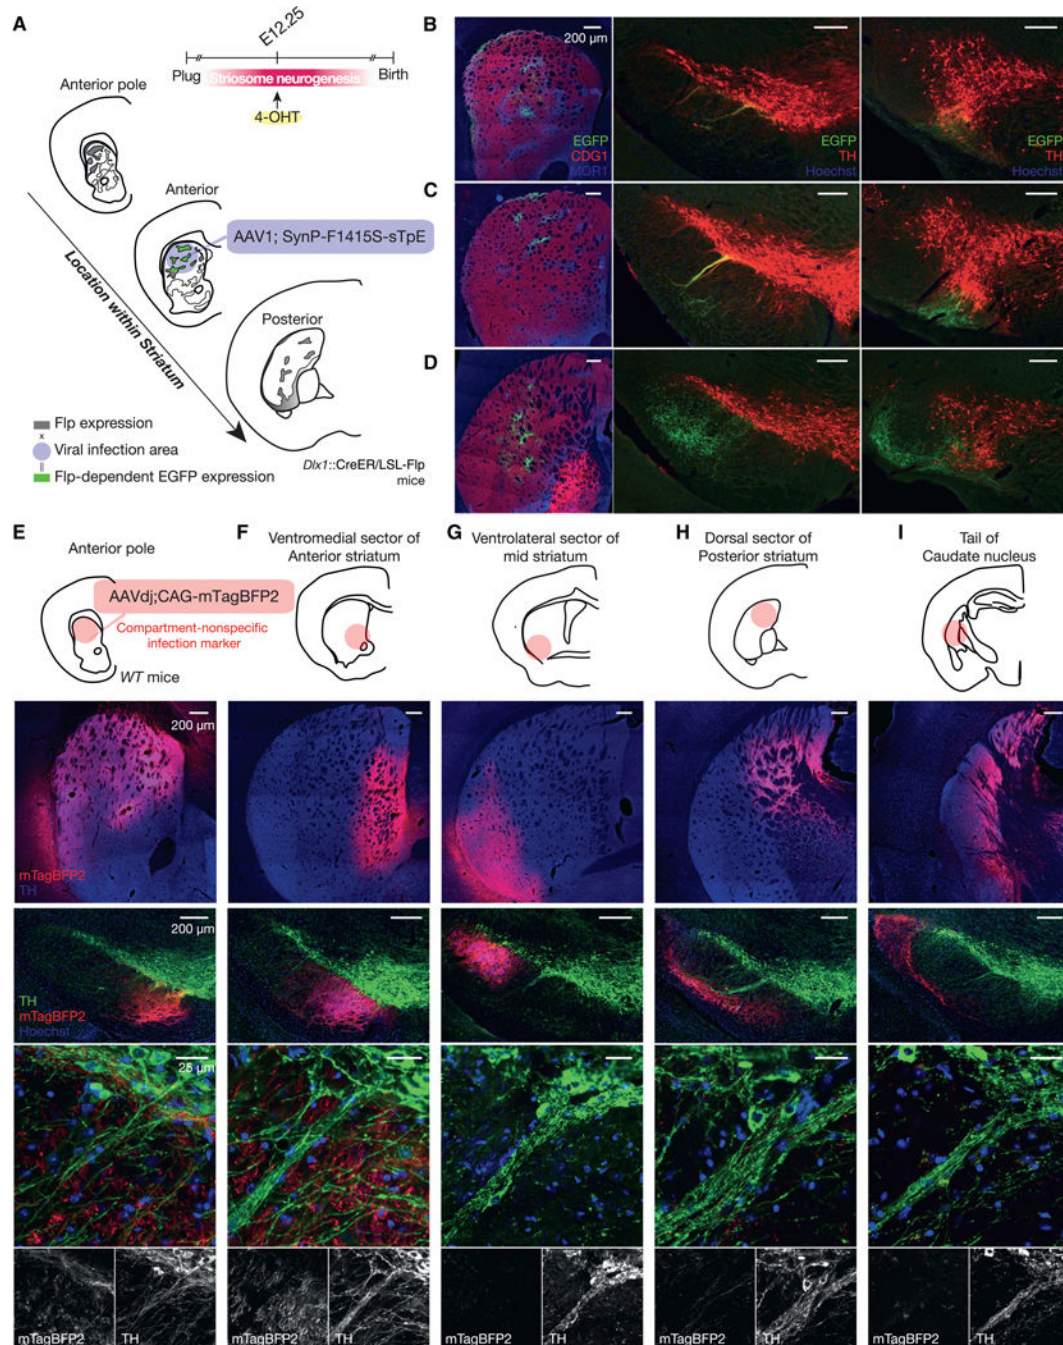 A
E12.25
Plug
Striosome neurogenesis
Birth
4-OHT
Anterior pole
Anterior
AAV1; SynP-F1415S-sTpE
Location within Striatum
Posterior
Flp expression
x
Viral infection area
=
Flp-dependent EGFP expression
Dlx1::CreER/LSL-Flp
mice
B
200 µm
EGFP
CDG1
MOR1
EGFP
TH
Hoechst
EGFP
TH
Hoechst
C
D
E
Anterior pole
AAVdj;CAG-mTagBFP2
Compartment-nonspecific
infection marker
WT mice
F
Ventromedial sector of
Anterior striatum
G
Ventrolateral sector of
mid striatum
H
Dorsal sector of
Posterior striatum
I
Tail of
Caudate nucleus
200 µm
mTagBFP2
TH
200 µm
TH
mTagBFP2
Hoechst
25 µm
mTagBFP2 TH
mTagBFP2 TH
mTagBFP2 TH
mTagBFP2 TH
mTagBFP2 TH